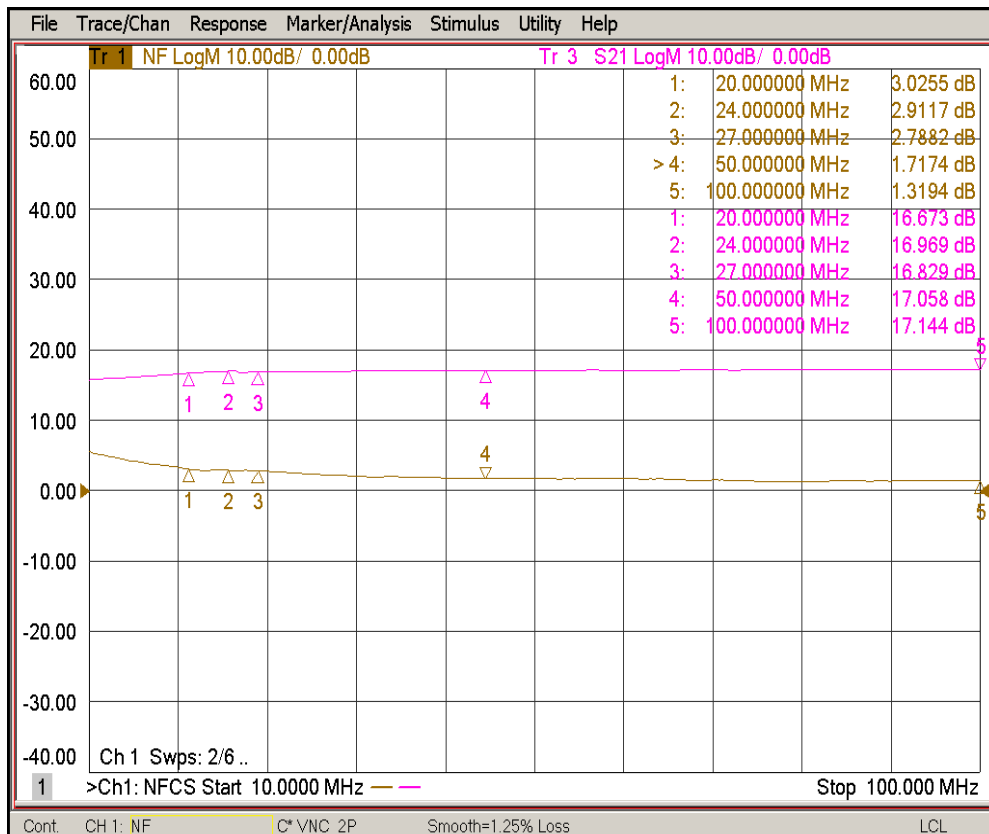 File Trace/Chan Response Marker/Analysis Stimulus Utility Help
Tr 1 NF LogM 10.00dB/ 0.00dB Tr 3 S21 LogM 10.00dB/ 0.00dB
60.00
50.00
40.00
30.00
20.00
10.00
0.00
-10.00
-20.00
-30.00
-40.00
1: 20.000000 MHz 3.0255 dB
2: 24.000000 MHz 2.9117 dB
3: 27.000000 MHz 2.7882 dB
> 4: 50.000000 MHz 1.7174 dB
5: 100.000000 MHz 1.3194 dB
1: 20.000000 MHz 16.673 dB
2: 24.000000 MHz 16.969 dB
3: 27.000000 MHz 16.829 dB
4: 50.000000 MHz 17.058 dB
5: 100.000000 MHz 17.144 dB
5
1 2 3 4
4
1 2 3 5
Ch 1 Swps: 2/6 ..
1 >Ch1: NFCS Start 10.0000 MHz Stop 100.000 MHz
Cont. CH 1: NF C* VNC 2P Smooth=1.25% Loss LCL